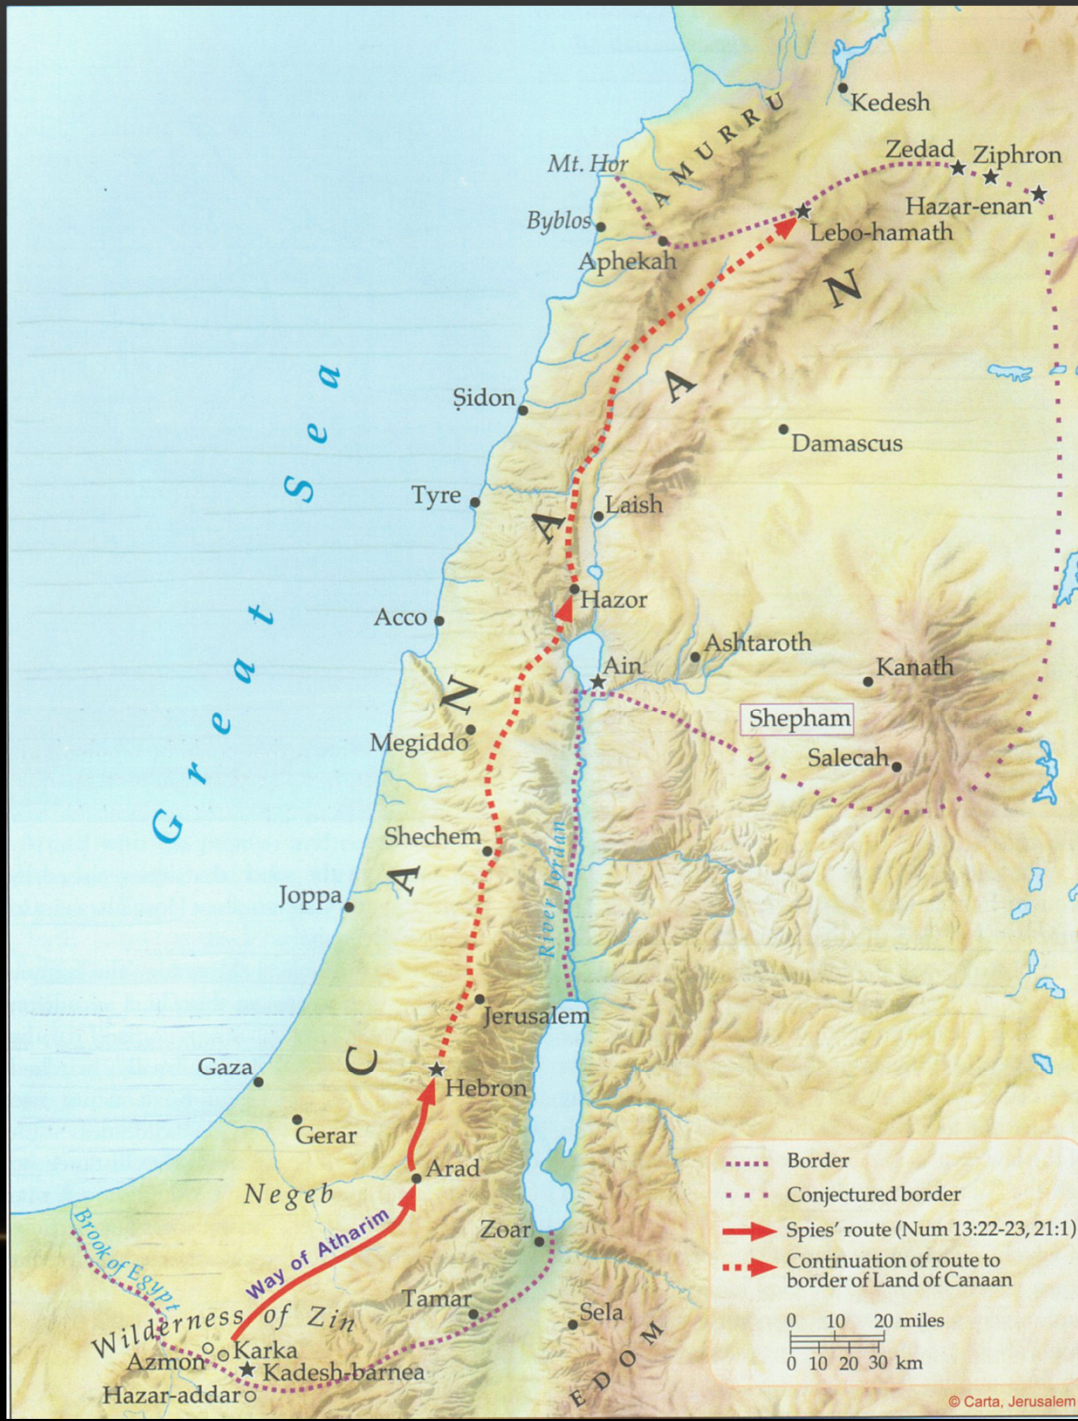 Kedesh
AMURRU
Mt. Hor
Zedad
Ziphron
Hazar-enan
Byblos
Lebo-hamath
Aphekah
CANAAN
Great Sea
Ṣidon
Damascus
Tyre
Laish
Hazor
Acco
Ashtaroth
Ain
Kanath
Shepham
Megiddo
Salecah
Shechem
River Jordan
Joppa
Jerusalem
Gaza
Hebron
Gerar
Arad
Negeb
Zoar
Brook of Egypt
Way of Atharim
Wilderness of Zin
Tamar
Sela
EDOM
Karka
Azmon
Kadesh-barnea
Hazar-addar
Border
Conjectured border
Spies' route (Num 13:22-23, 21:1)
Continuation of route to
border of Land of Canaan
0 10 20 miles
0 10 20 30 km
© Carta, Jerusalem